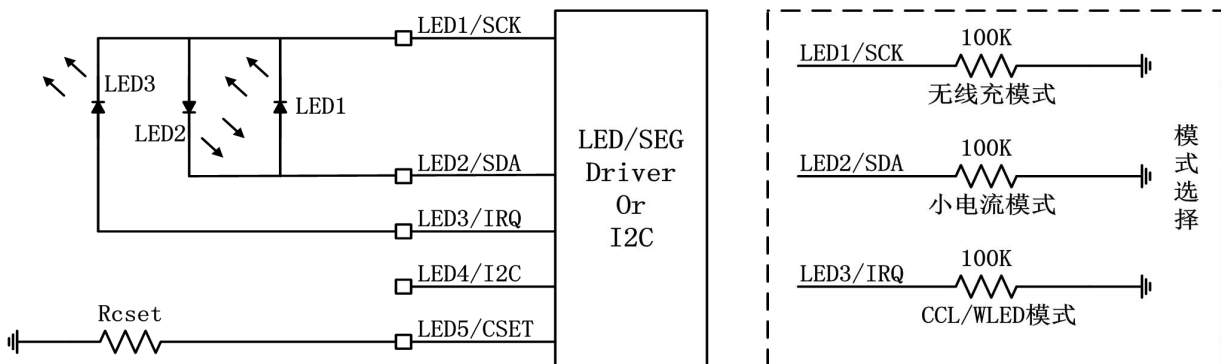 LED1/SCK
LED3
LED2
LED1
LED2/SDA
LED3/IRQ
LED4/I2C
Rcset
LED5/CSET
LED/SEG
Driver
Or
I2C
LED1/SCK
100K
无线充模式
LED2/SDA
100K
小电流模式
LED3/IRQ
100K
CCL/WLED模式
模式选择